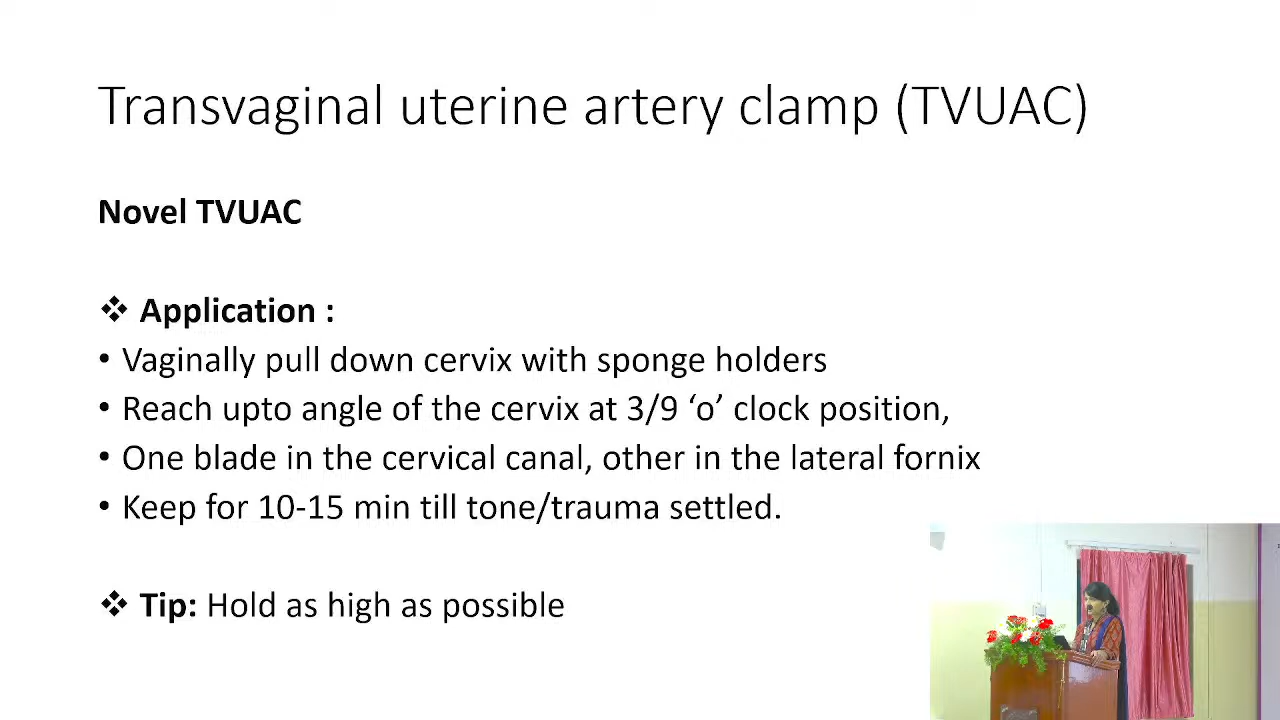 Transvaginal uterine artery clamp (TVUAC)
Novel TVUAC
❖ Application :
• Vaginally pull down cervix with sponge holders
• Reach upto angle of the cervix at 3/9 ‘o’ clock position,
• One blade in the cervical canal, other in the lateral fornix
• Keep for 10-15 min till tone/trauma settled.
❖ Tip: Hold as high as possible